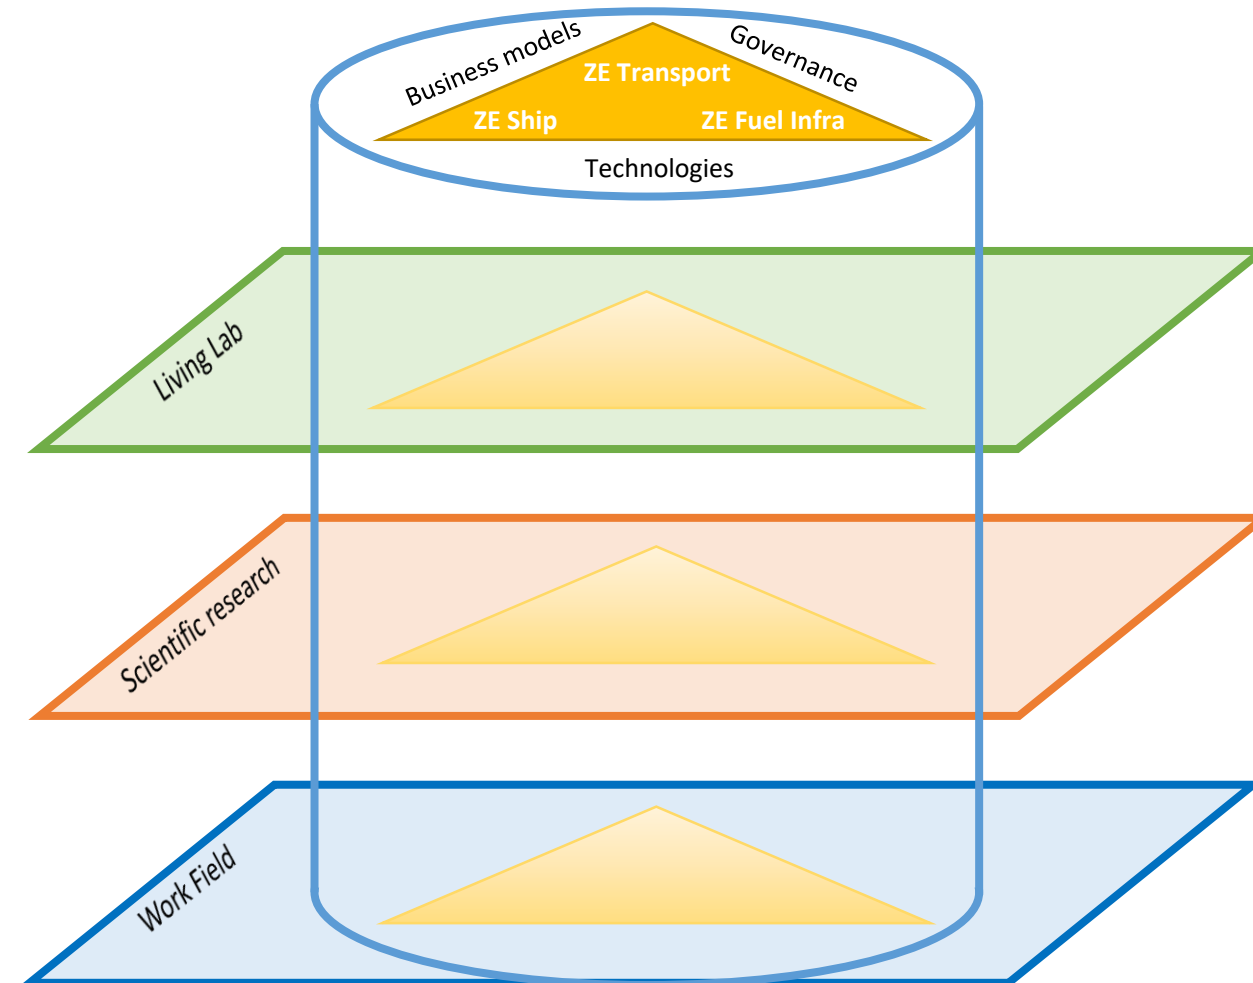 Business models
Governance
ZE Transport
ZE Ship
ZE Fuel Infra
Technologies
Living Lab
Scientific research
Work Field